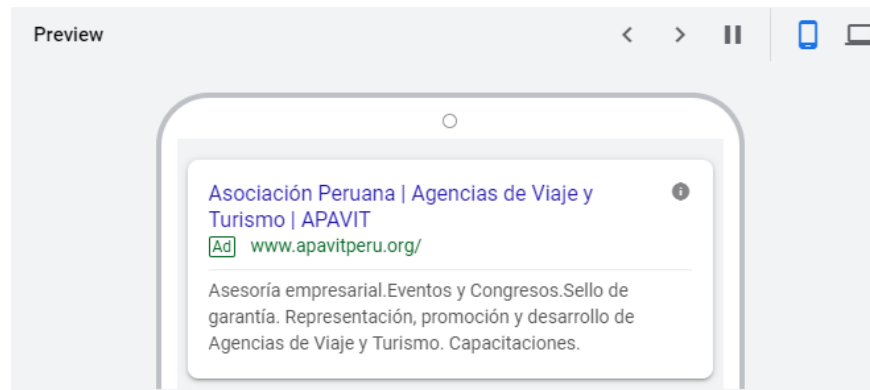 Preview
Asociación Peruana | Agencias de Viaje y
Turismo | APAVIT
Ad www.apavitperu.org/
Asesoría empresarial.Eventos y Congresos.Sello de
garantía. Representación, promoción y desarrollo de
Agencias de Viaje y Turismo. Capacitaciones.